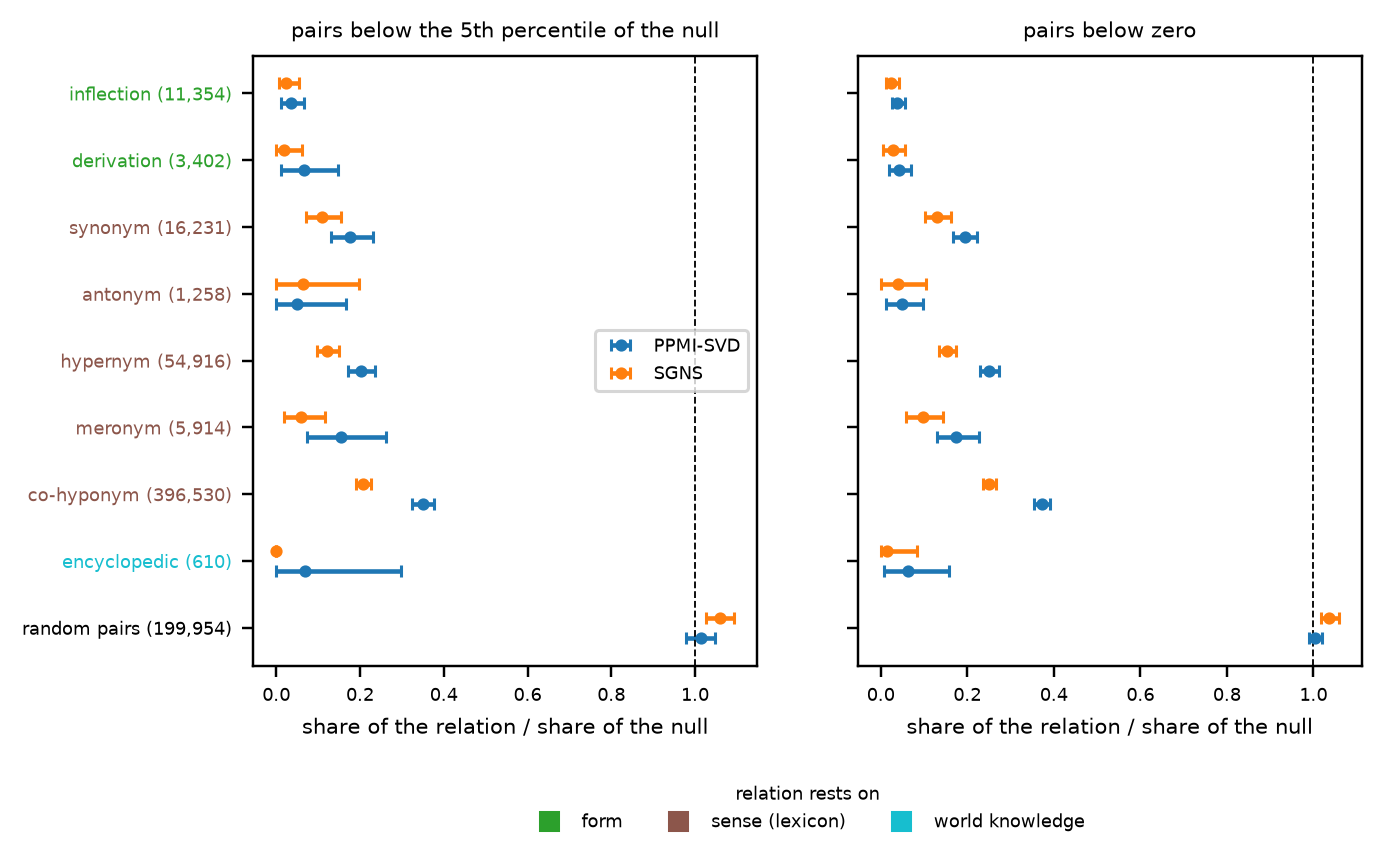 pairs below the 5th percentile of the null
pairs below zero
inflection (11,354)
derivation (3,402)
synonym (16,231)
antonym (1,258)
hypernym (54,916)
meronym (5,914)
co-hyponym (396,530)
encyclopedic (610)
random pairs (199,954)
PPMI-SVD
SGNS
0.0 0.2 0.4 0.6 0.8 1.0
0.0 0.2 0.4 0.6 0.8 1.0
share of the relation / share of the null
share of the relation / share of the null
relation rests on
form sense (lexicon) world knowledge